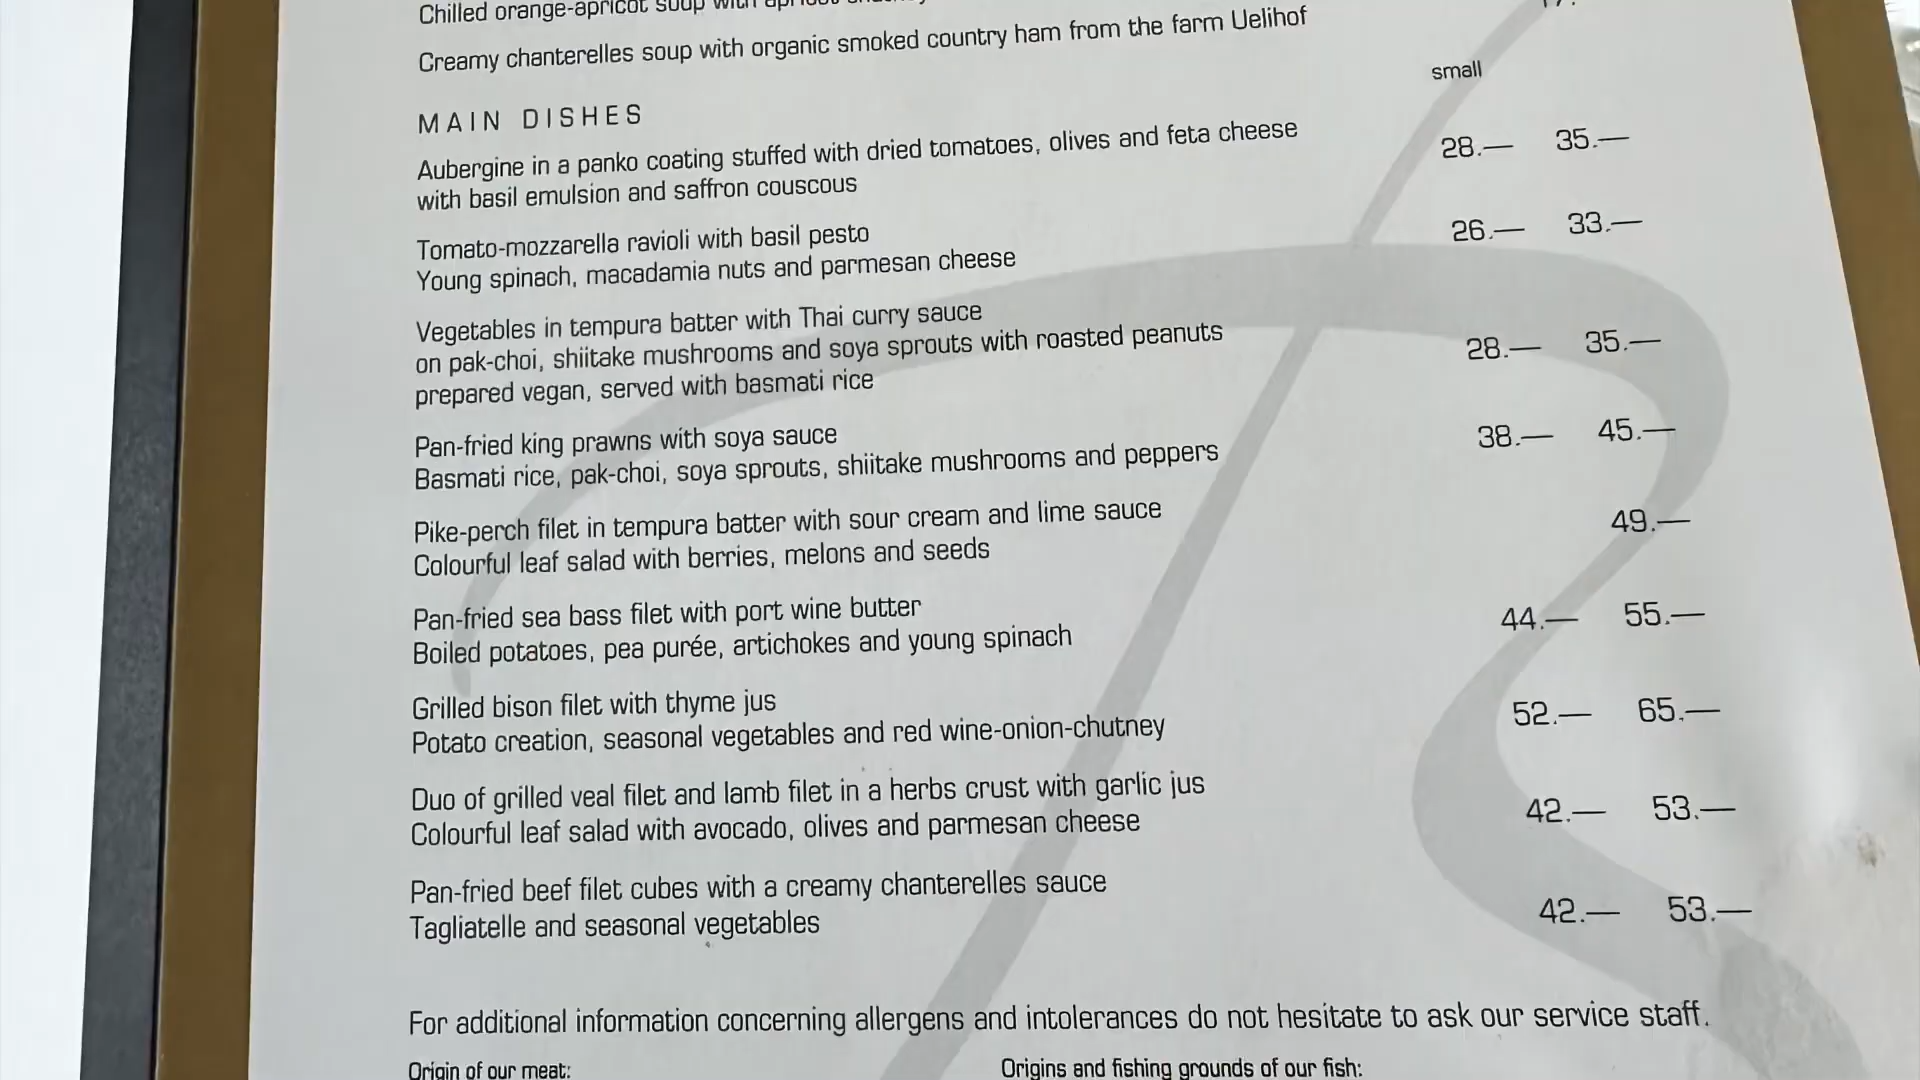 Chilled orange-apricot soup with apricot
Creamy chanterelles soup with organic smoked country ham from the farm Uelihof
small
MAIN DISHES
Aubergine in a panko coating stuffed with dried tomatoes, olives and feta cheese 28.— 35.—
with basil emulsion and saffron couscous
Tomato-mozzarella ravioli with basil pesto 26.— 33.—
Young spinach, macadamia nuts and parmesan cheese
Vegetables in tempura batter with Thai curry sauce
on pak-choi, shiitake mushrooms and soya sprouts with roasted peanuts 28.— 35.—
prepared vegan, served with basmati rice
Pan-fried king prawns with soya sauce 38.— 45.—
Basmati rice, pak-choi, soya sprouts, shiitake mushrooms and peppers
Pike-perch filet in tempura batter with sour cream and lime sauce 49.—
Colourful leaf salad with berries, melons and seeds
Pan-fried sea bass filet with port wine butter 44.— 55.—
Boiled potatoes, pea purée, artichokes and young spinach
Grilled bison filet with thyme jus 52.— 65.—
Potato creation, seasonal vegetables and red wine-onion-chutney
Duo of grilled veal filet and lamb filet in a herbs crust with garlic jus 42.— 53.—
Colourful leaf salad with avocado, olives and parmesan cheese
Pan-fried beef filet cubes with a creamy chanterelles sauce 42.— 53.—
Tagliatelle and seasonal vegetables
For additional information concerning allergens and intolerances do not hesitate to ask our service staff.
Origin of our meat: Origins and fishing grounds of our fish: